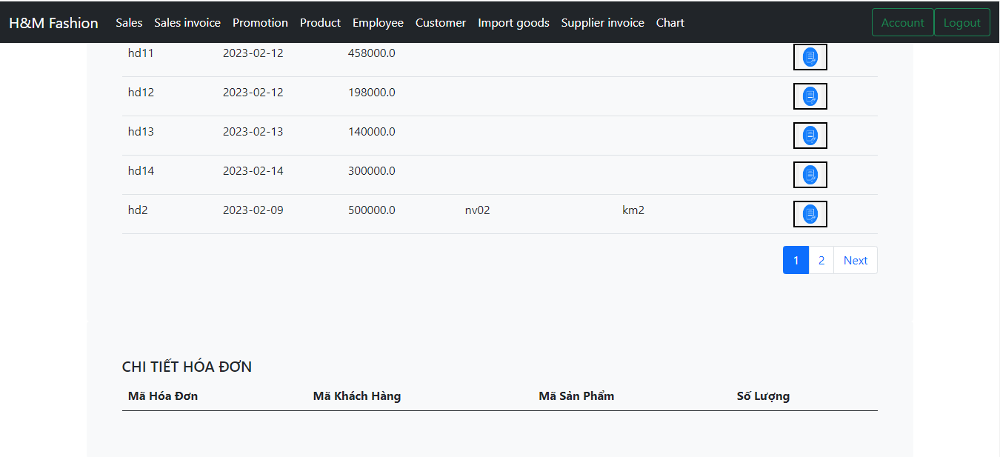 H&M Fashion Sales Sales invoice Promotion Product Employee Customer Import goods Supplier invoice Chart Account Logout
hd11 2023-02-12 458000.0
hd12 2023-02-12 198000.0
hd13 2023-02-13 140000.0
hd14 2023-02-14 300000.0
hd2 2023-02-09 500000.0 nv02 km2
1 2 Next
CHI TIẾT HÓA ĐƠN
Mã Hóa Đơn Mã Khách Hàng Mã Sản Phẩm Số Lượng